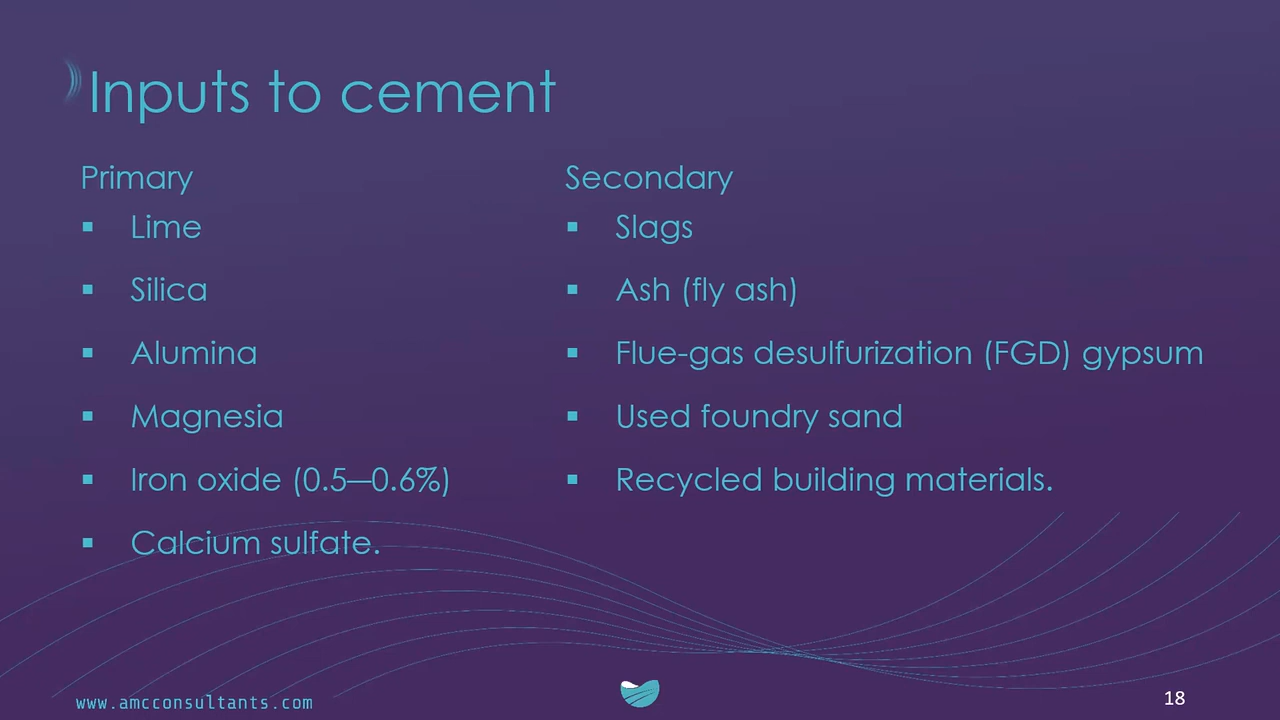 Inputs to cement
Primary
▪ Lime
▪ Silica
▪ Alumina
▪ Magnesia
▪ Iron oxide (0.5—0.6%)
▪ Calcium sulfate.
Secondary
▪ Slags
▪ Ash (fly ash)
▪ Flue-gas desulfurization (FGD) gypsum
▪ Used foundry sand
▪ Recycled building materials.
www.amcconsultants.com
18